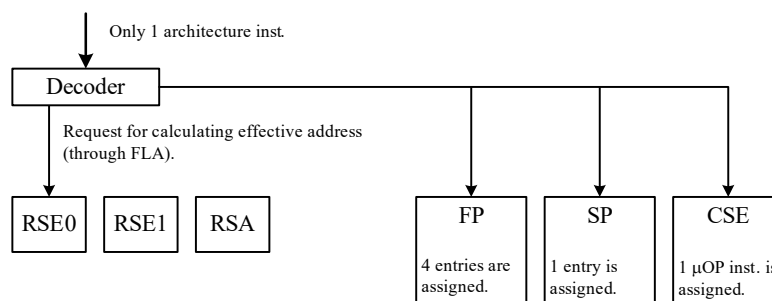 Only 1 architecture inst.
Decoder
Request for calculating effective address
(through FLA).
RSE0 RSE1 RSA
FP SP CSE
4 entries are 1 entry is 1 μOP inst. is
assigned. assigned. assigned.